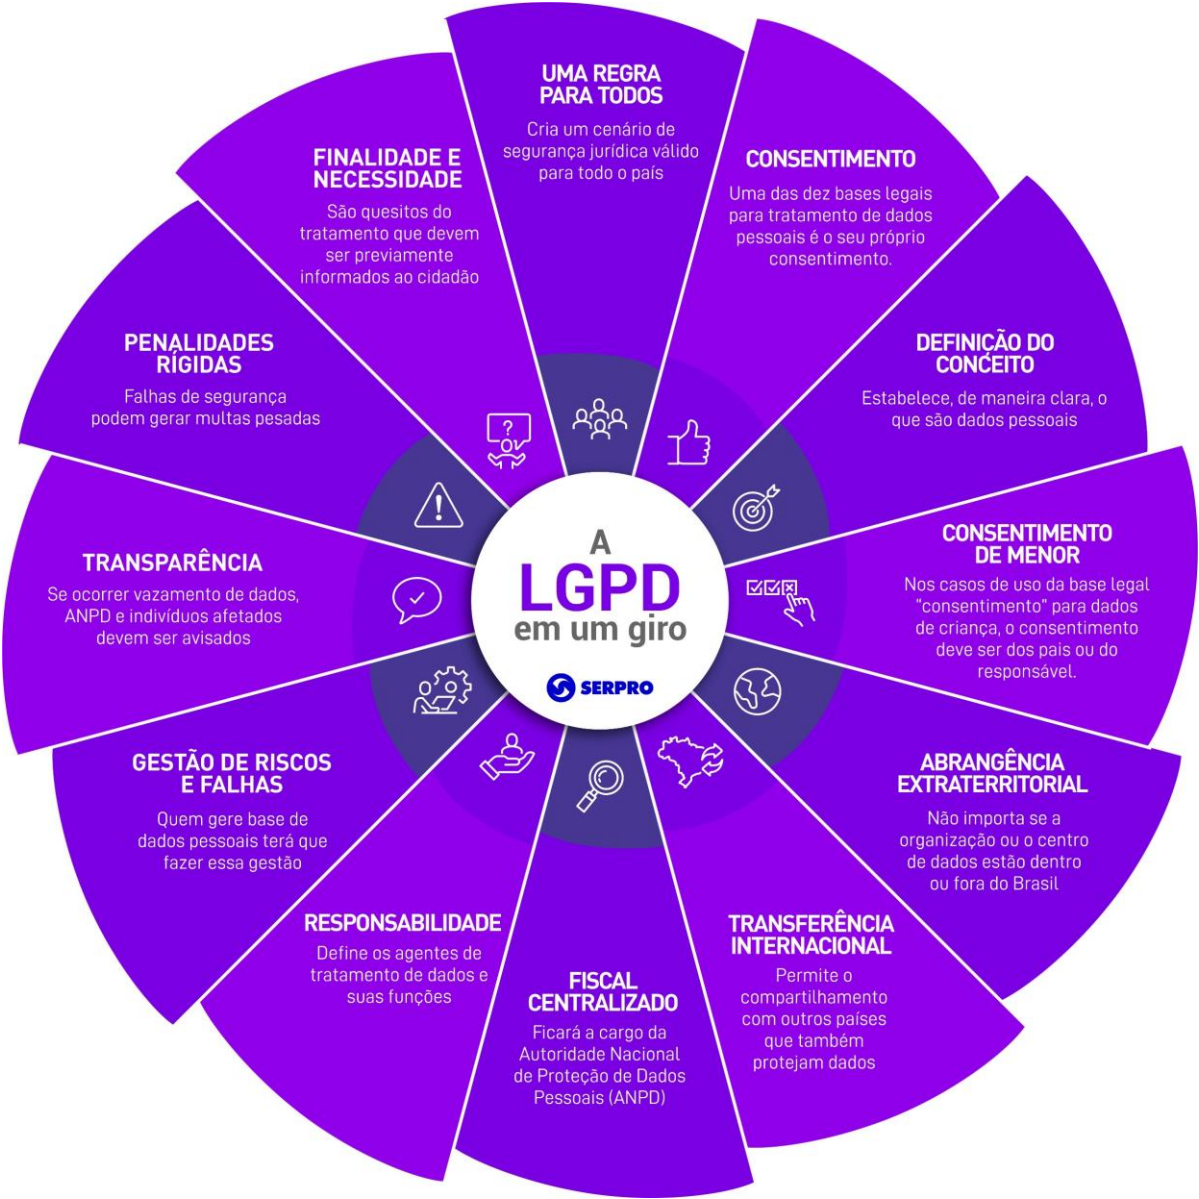 UMA REGRA
PARA TODOS
Cria um cenário de
segurança jurídica válido
para todo o país
CONSENTIMENTO
Uma das dez bases legais
para tratamento de dados
pessoais é o seu próprio
consentimento.
DEFINIÇÃO DO
CONCEITO
Estabelece, de maneira clara, o
que são dados pessoais
CONSENTIMENTO
DE MENOR
Nos casos de uso da base legal
"consentimento" para dados
de criança, o consentimento
deve ser dos pais ou do
responsável.
ABRANGÊNCIA
EXTRATERRITORIAL
Não importa se a
organização ou o centro
de dados estão dentro
ou fora do Brasil
TRANSFERÊNCIA
INTERNACIONAL
Permite o
compartilhamento
com outros países
que também
protejam dados
FISCAL
CENTRALIZADO
Ficará a cargo da
Autoridade Nacional
de Proteção de Dados
Pessoais (ANPD)
RESPONSABILIDADE
Define os agentes de
tratamento de dados e
suas funções
GESTÃO DE RISCOS
E FALHAS
Quem gere base de
dados pessoais terá que
fazer essa gestão
TRANSPARÊNCIA
Se ocorrer vazamento de dados,
ANPD e indivíduos afetados
devem ser avisados
PENALIDADES
RÍGIDAS
Falhas de segurança
podem gerar multas pesadas
FINALIDADE E
NECESSIDADE
São quesitos do
tratamento que devem
ser previamente
informados ao cidadão
?
A
LGPD
em um giro
SERPRO